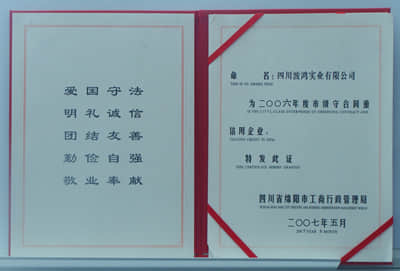 爱国守法
明礼诚信
团结友善
勤俭自强
敬业奉献
命名:四川波鸿实业有限公司
为二〇〇六年度市级守合同重
信用企业。
特发此证
四川省绵阳市工商行政管理局
二〇〇七年五月